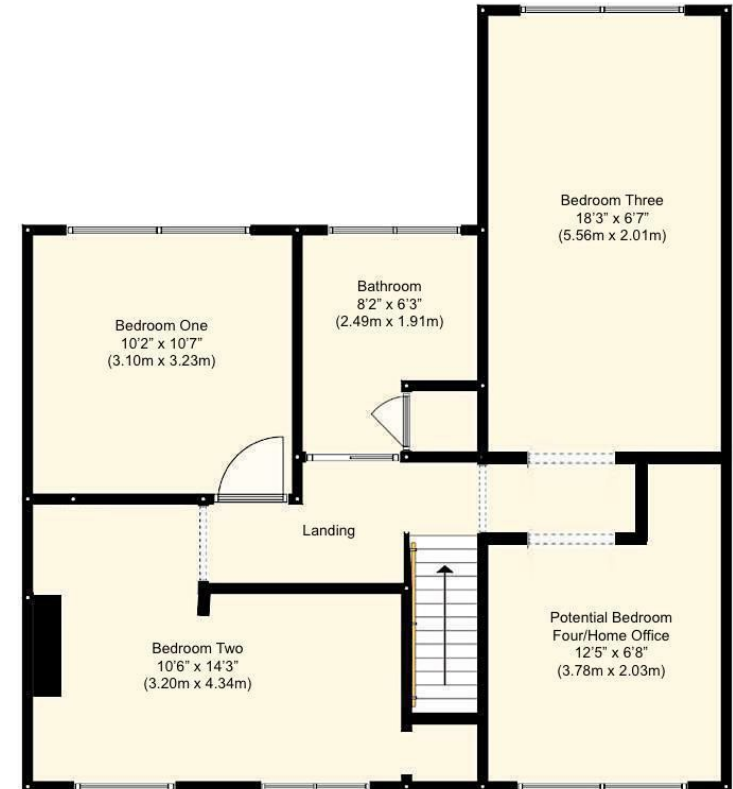 Bedroom Three
18’3” x 6’7”
(5.56m x 2.01m)
Bathroom
8’2” x 6’3”
(2.49m x 1.91m)
Bedroom One
10’2” x 10’7”
(3.10m x 3.23m)
Landing
Potential Bedroom
Four/Home Office
12’5” x 6’8”
(3.78m x 2.03m)
Bedroom Two
10’6” x 14’3”
(3.20m x 4.34m)